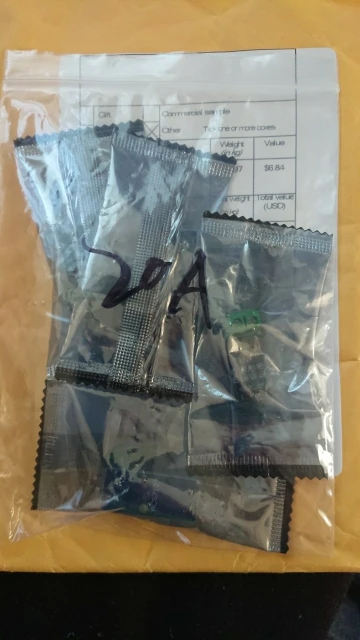 Gift
Commercial sample
Other Tick one or more boxes
Weight Value
(in kg)
$6.84
Total value
(USD)
20A